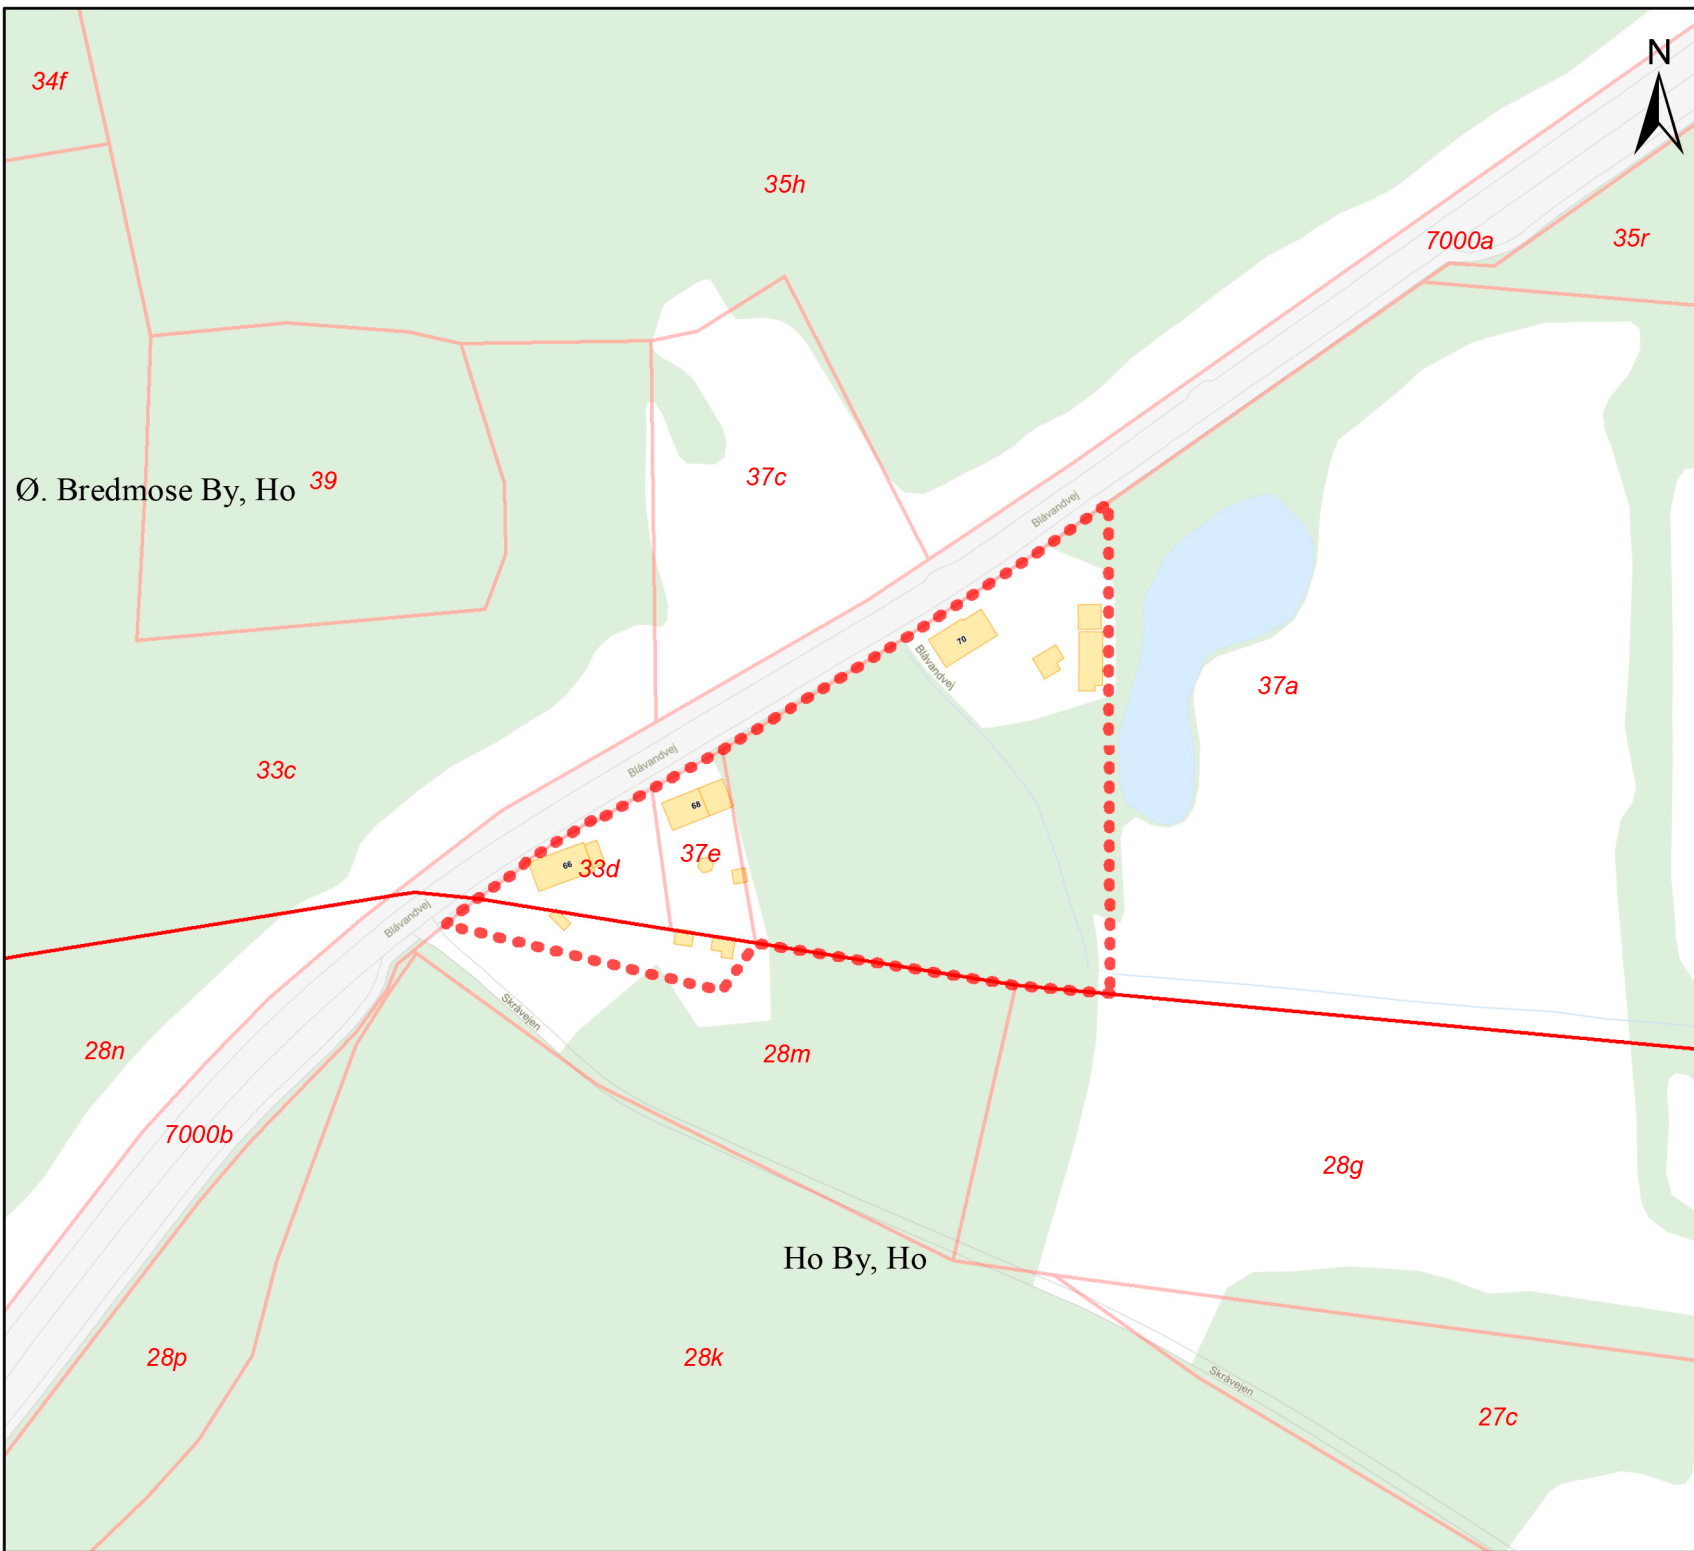 N
34f
35h
7000a
35r
37c
Ø. Bredmose By, Ho
39
Blåvandvej
70
Blåvandvej
37a
Blåvandvej
33c
68
37e
66
33d
Blåvandvej
Skråvejen
28n
28m
7000b
28g
Ho By, Ho
28p
28k
Skråvejen
27c